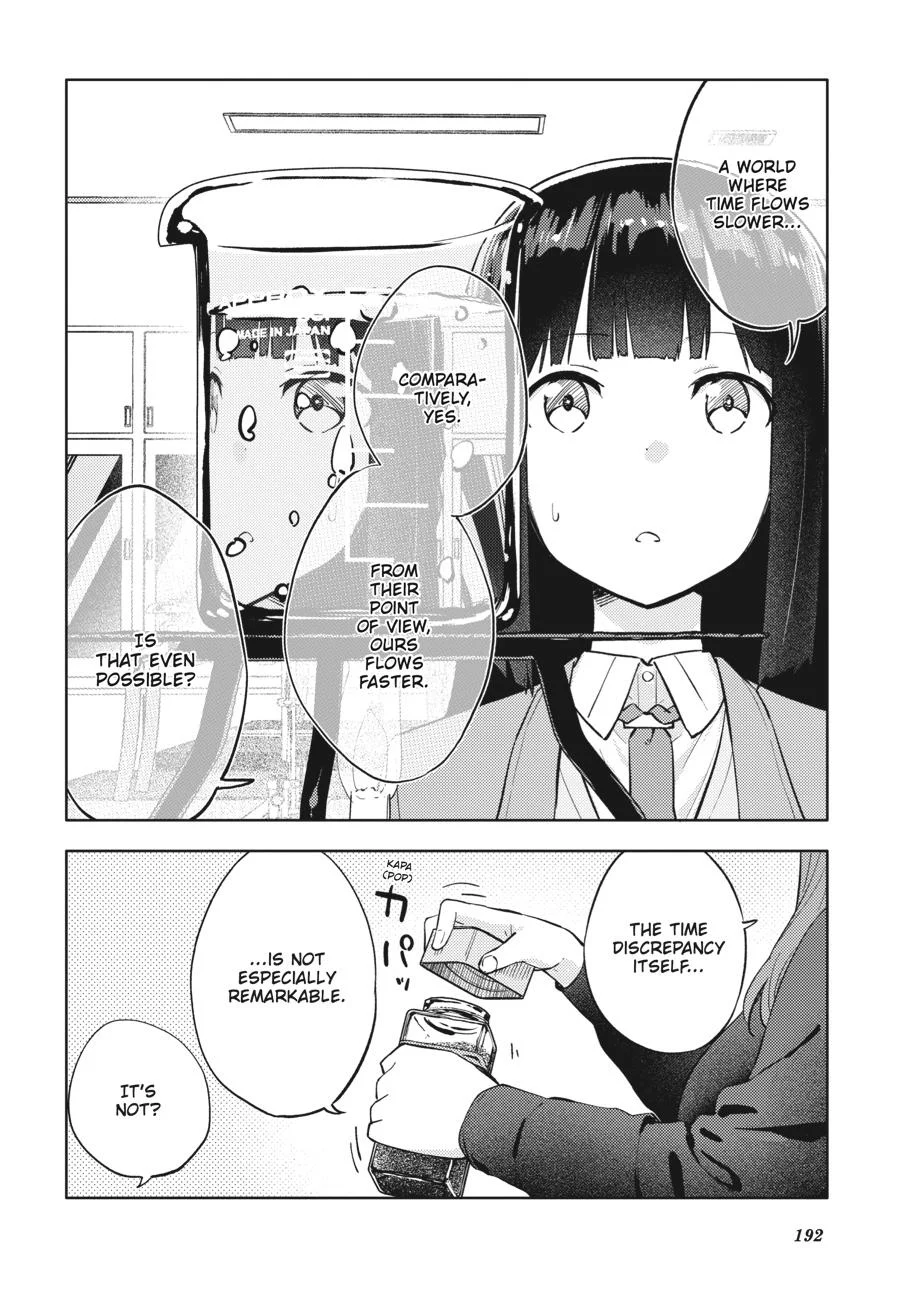 A WORLD
WHERE
TIME FLOWS
SLOWER...
COMPARA-
TIVELY,
YES.
FROM
THEIR
POINT
OF VIEW,
OURS
FLOWS
FASTER.
IS
THAT EVEN
POSSIBLE?
MADE IN JAPAN
THE TIME
DISCREPANCY
ITSELF...
KAPA
(POP)
カパッ
...IS NOT
ESPECIALLY
REMARKABLE.
IT'S
NOT?
192